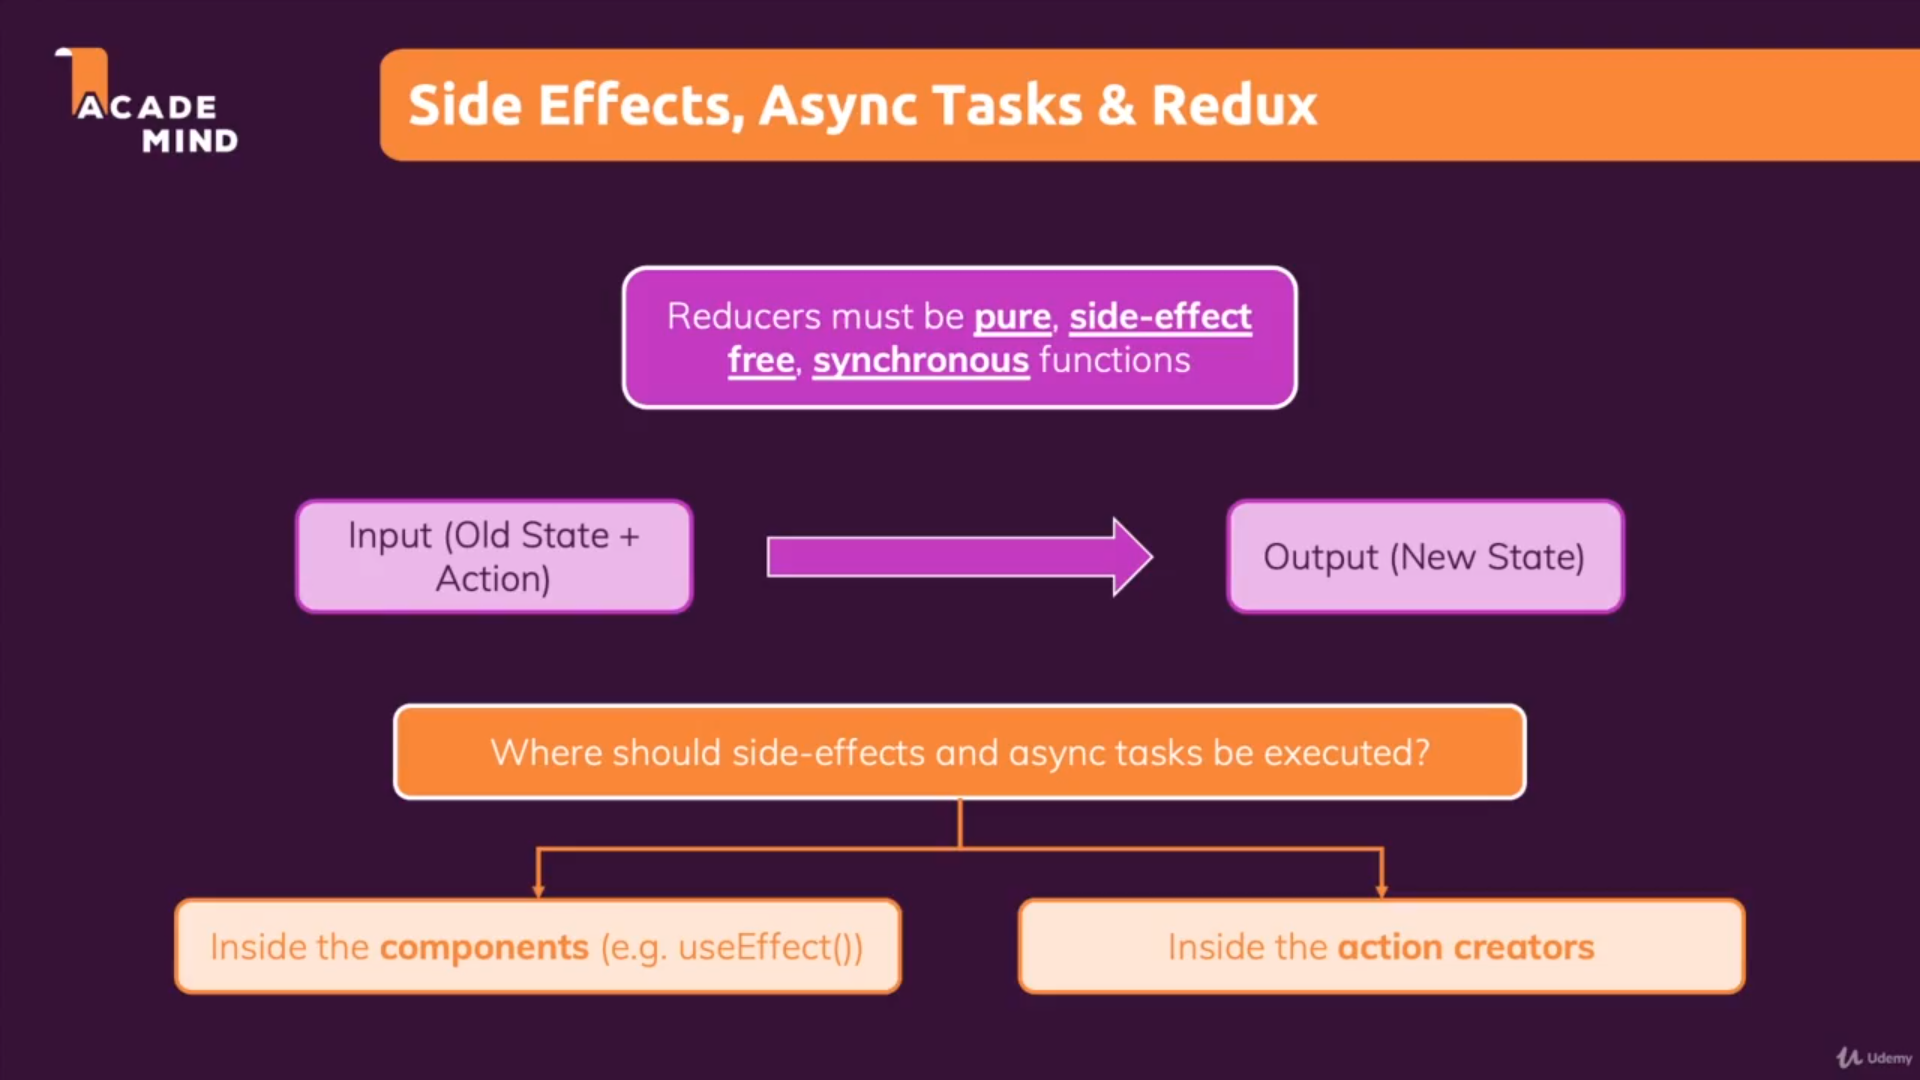 ACADE
MIND
Side Effects, Async Tasks & Redux
Reducers must be pure, side-effect
free, synchronous functions
Input (Old State +
Action)
Output (New State)
Where should side-effects and async tasks be executed?
Inside the components (e.g. useEffect())
Inside the action creators
Udemy